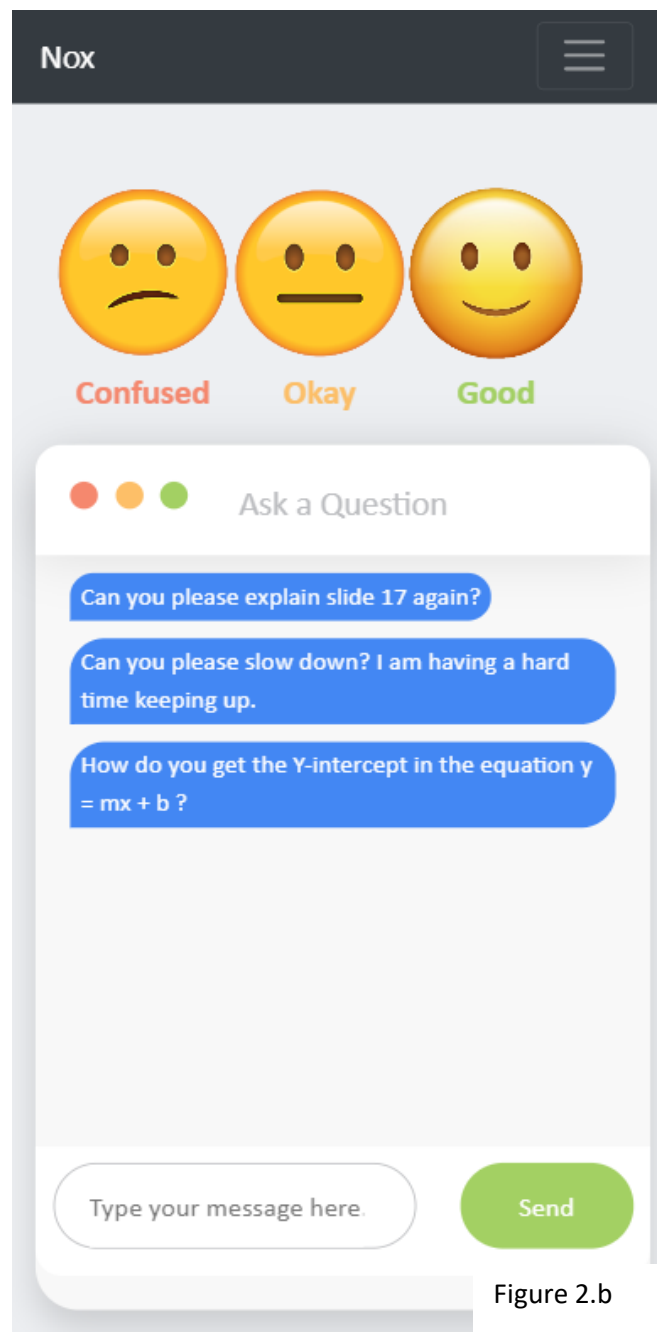 Nox
Confused Okay Good
Ask a Question
Can you please explain slide 17 again?
Can you please slow down? I am having a hard
time keeping up.
How do you get the Y-intercept in the equation y
= mx + b ?
Type your message here.
Send
Figure 2.b